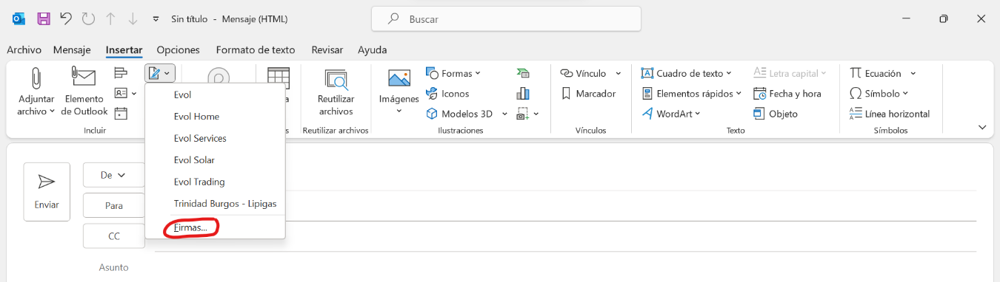 Sin título - Mensaje (HTML)
Buscar
Archivo Mensaje Insertar Opciones Formato de texto Revisar Ayuda
Adjuntar
archivo
Elemento
de Outlook
Incluir
Evol
Evol Home
Evol Services
Evol Solar
Evol Trading
Trinidad Burgos - Lipigas
Firmas...
Reutilizar
archivos
Reutilizar archivos
Imágenes
Formas
Iconos
Modelos 3D
Ilustraciones
Vínculo
Marcador
Vínculos
Cuadro de texto
Elementos rápidos
WordArt
Letra capital
Fecha y hora
Objeto
Texto
Ecuación
Símbolo
Línea horizontal
Símbolos
Enviar
De
Para
CC
Asunto